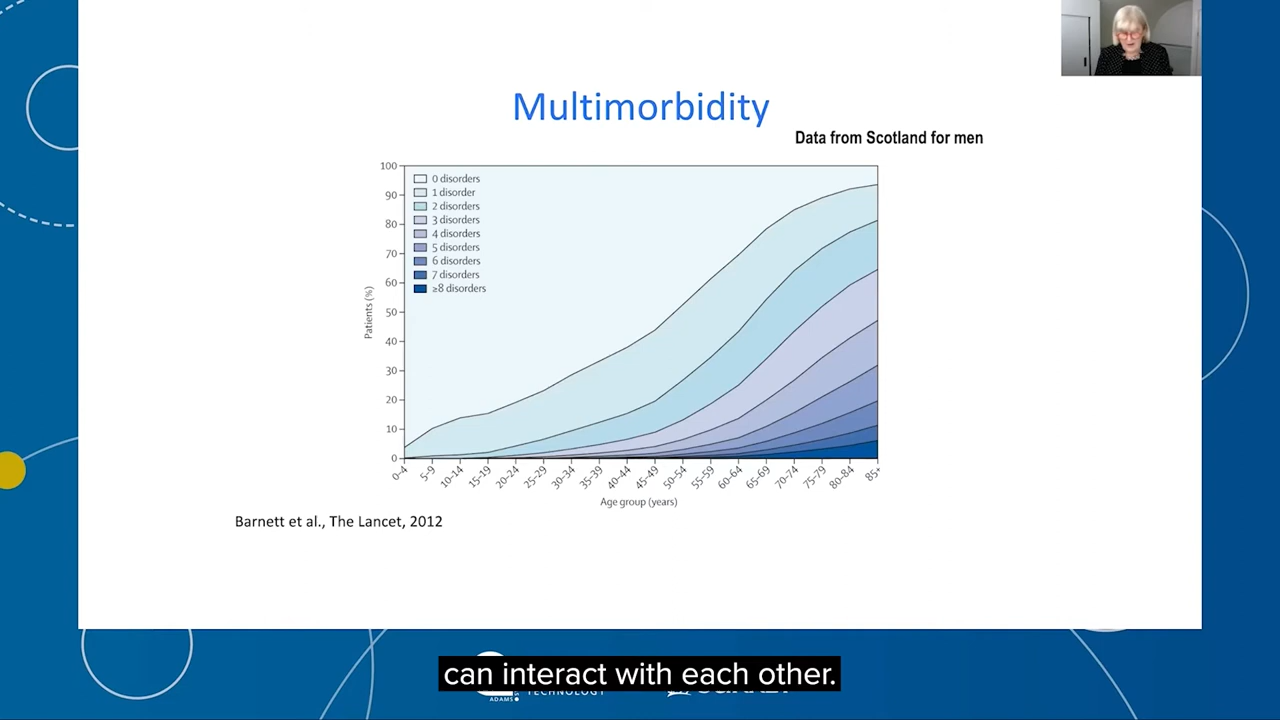 Multimorbidity
Data from Scotland for men
100
90
80
70
60
50
40
30
20
10
0
Patients (%)
0 disorders
1 disorder
2 disorders
3 disorders
4 disorders
5 disorders
6 disorders
7 disorders
≥8 disorders
0-4
5-9
10-14
15-19
20-24
25-29
30-34
35-39
40-44
45-49
50-54
55-59
60-64
65-69
70-74
75-79
80-84
85+
Age group (years)
Barnett et al., The Lancet, 2012
can interact with each other.
ADAMS
TECHNOLOGY